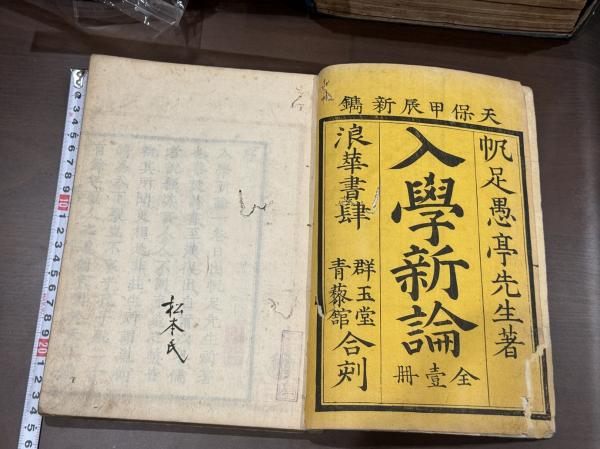 天保甲辰新鐫
帆足愚亭先生著
入學新論
全壹冊
浪華書肆
群玉堂
青藜館
合刻
松本氏